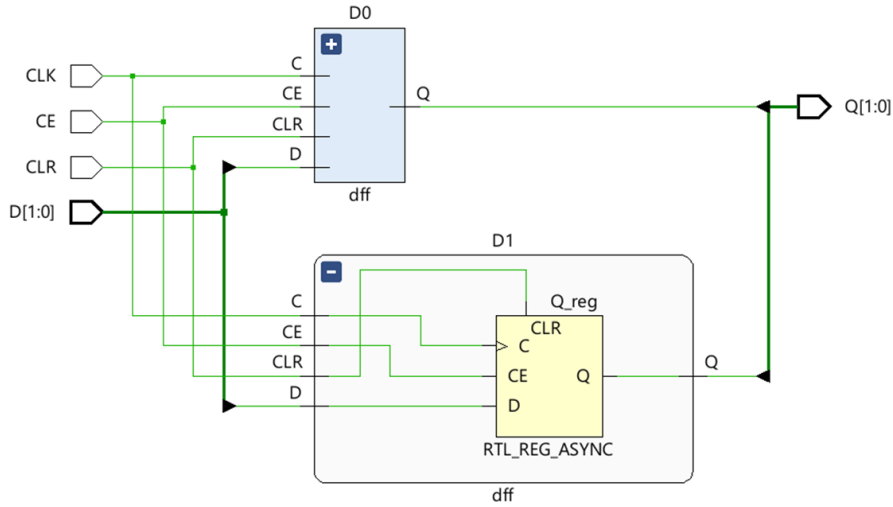 D0
+
CLK
C
CE
CE
Q
Q[1:0]
CLR
CLR
D
D[1:0]
dff
D1
−
C
Q_reg
CLR
CE
C
CLR
CE
Q
Q
D
D
RTL_REG_ASYNC
dff